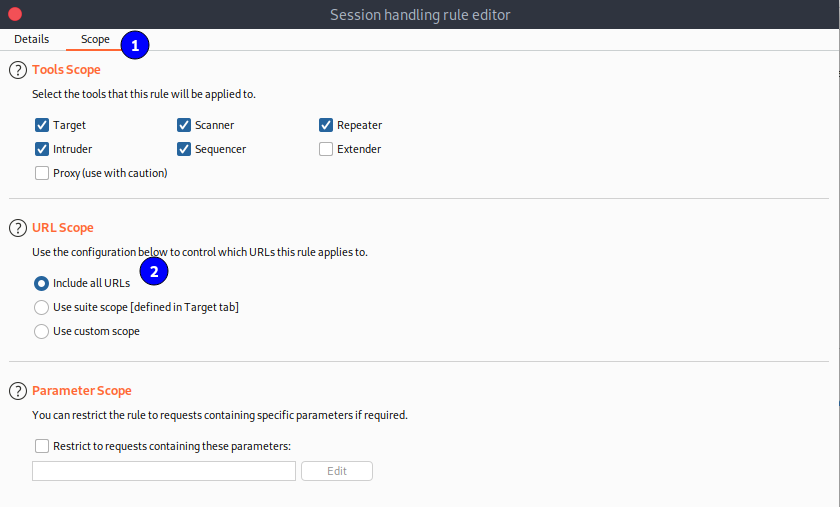 Session handling rule editor
Details Scope 1
? Tools Scope
Select the tools that this rule will be applied to.
Target Scanner Repeater
Intruder Sequencer Extender
Proxy (use with caution)
? URL Scope
Use the configuration below to control which URLs this rule applies to.
2
Include all URLs
Use suite scope [defined in Target tab]
Use custom scope
? Parameter Scope
You can restrict the rule to requests containing specific parameters if required.
Restrict to requests containing these parameters:
Edit